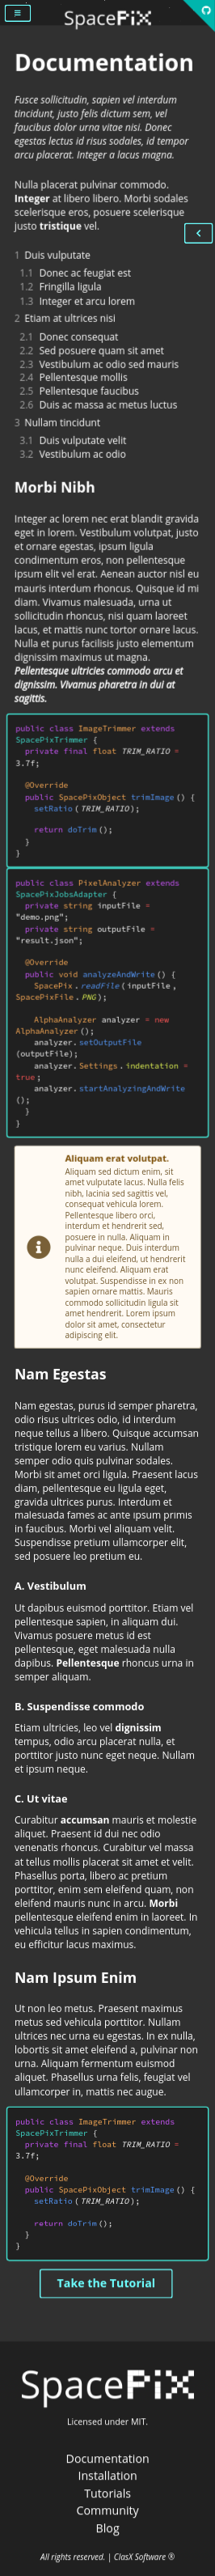 SpaceFiX
Documentation
Fusce sollicitudin, sapien vel interdum
tincidunt, justo felis dictum sem, vel
faucibus dolor urna vitae nisi. Donec
egestas lectus id risus sodales, id tempor
arcu placerat. Integer a lacus magna.
Nulla placerat pulvinar commodo.
Integer at libero libero. Morbi sodales
scelerisque eros, posuere scelerisque
justo tristique vel.
1 Duis vulputate
1.1 Donec ac feugiat est
1.2 Fringilla ligula
1.3 Integer et arcu lorem
2 Etiam at ultrices nisi
2.1 Donec consequat
2.2 Sed posuere quam sit amet
2.3 Vestibulum ac odio sed mauris
2.4 Pellentesque mollis
2.5 Pellentesque faucibus
2.6 Duis ac massa ac metus luctus
3 Nullam tincidunt
3.1 Duis vulputate velit
3.2 Vestibulum ac odio
Morbi Nibh
Integer ac lorem nec erat blandit gravida
eget in lorem. Vestibulum volutpat, justo
et ornare egestas, ipsum ligula
condimentum eros, non pellentesque
ipsum elit vel erat. Aenean auctor nisl eu
mauris interdum rhoncus. Quisque id mi
diam. Vivamus malesuada, urna ut
sollicitudin rhoncus, nisi quam laoreet
lacus, et mattis nunc tortor ornare lacus.
Nulla et purus facilisis justo elementum
dignissim maximus ut magna.
Pellentesque ultricies commodo arcu et
dignissim. Vivamus pharetra in dui at
sagittis.
public class ImageTrimmer extends
SpacePixTrimmer {
private final float TRIM_RATIO =
3.7f;
@Override
public SpacePixObject trimImage() {
setRatio(TRIM_RATIO);
return doTrim();
}
}
public class PixelAnalyzer extends
SpacePixJobsAdapter {
private string inputFile =
"demo.png";
private string outputFile =
"result.json";
@Override
public void analyzeAndWrite() {
SpacePix.readFile(inputFile,
SpacePixFile.PNG);
AlphaAnalyzer analyzer = new
AlphaAnalyzer();
analyzer.setOutputFile
(outputFile);
analyzer.Settings.indentation =
true;
analyzer.startAnalyzingAndWrite
();
}
}
Aliquam erat volutpat.
Aliquam sed dictum enim, sit
amet vulputate lacus. Nulla felis
nibh, lacinia sed sagittis vel,
consequat vehicula lorem.
Pellentesque libero orci,
interdum et hendrerit sed,
posuere in nulla. Aliquam in
pulvinar neque. Duis interdum
nulla a dui eleifend, ut hendrerit
nunc eleifend. Aliquam erat
volutpat. Suspendisse in ex non
sapien ornare mattis. Mauris
commodo sollicitudin ligula sit
amet hendrerit. Lorem ipsum
dolor sit amet, consectetur
adipiscing elit.
Nam Egestas
Nam egestas, purus id semper pharetra,
odio risus ultrices odio, id interdum
neque tellus a libero. Quisque accumsan
tristique lorem eu varius. Nullam
semper odio quis pulvinar sodales.
Morbi sit amet orci ligula. Praesent lacus
diam, pellentesque eu ligula eget,
gravida ultrices purus. Interdum et
malesuada fames ac ante ipsum primis
in faucibus. Morbi vel aliquam velit.
Suspendisse pretium ullamcorper elit,
sed posuere leo pretium eu.
A. Vestibulum
Ut dapibus euismod porttitor. Etiam vel
pellentesque sapien, in aliquam dui.
Vivamus posuere metus id est
pellentesque, eget malesuada nulla
dapibus. Pellentesque rhoncus urna in
semper aliquam.
B. Suspendisse commodo
Etiam ultricies, leo vel dignissim
tempus, odio arcu placerat nulla, et
porttitor justo nunc eget neque. Nullam
et ipsum neque.
C. Ut vitae
Curabitur accumsan mauris et molestie
aliquet. Praesent id dui nec odio
venenatis rhoncus. Curabitur vel massa
at tellus mollis placerat sit amet et velit.
Phasellus porta, libero ac pretium
porttitor, enim sem eleifend quam, non
eleifend mauris nunc in arcu. Morbi
pellentesque eleifend enim in laoreet. In
vehicula tellus in sapien condimentum,
eu efficitur lacus maximus.
Nam Ipsum Enim
Ut non leo metus. Praesent maximus
metus sed vehicula porttitor. Nullam
ultrices nec urna eu egestas. In ex nulla,
lobortis sit amet eleifend a, pulvinar non
urna. Aliquam fermentum euismod
aliquet. Phasellus urna felis, feugiat vel
ullamcorper in, mattis nec augue.
public class ImageTrimmer extends
SpacePixTrimmer {
private final float TRIM_RATIO =
3.7f;
@Override
public SpacePixObject trimImage() {
setRatio(TRIM_RATIO);
return doTrim();
}
}
Take the Tutorial
SpaceFiX
Licensed under MIT.
Documentation
Installation
Tutorials
Community
Blog
All rights reserved. | ClasX Software ®